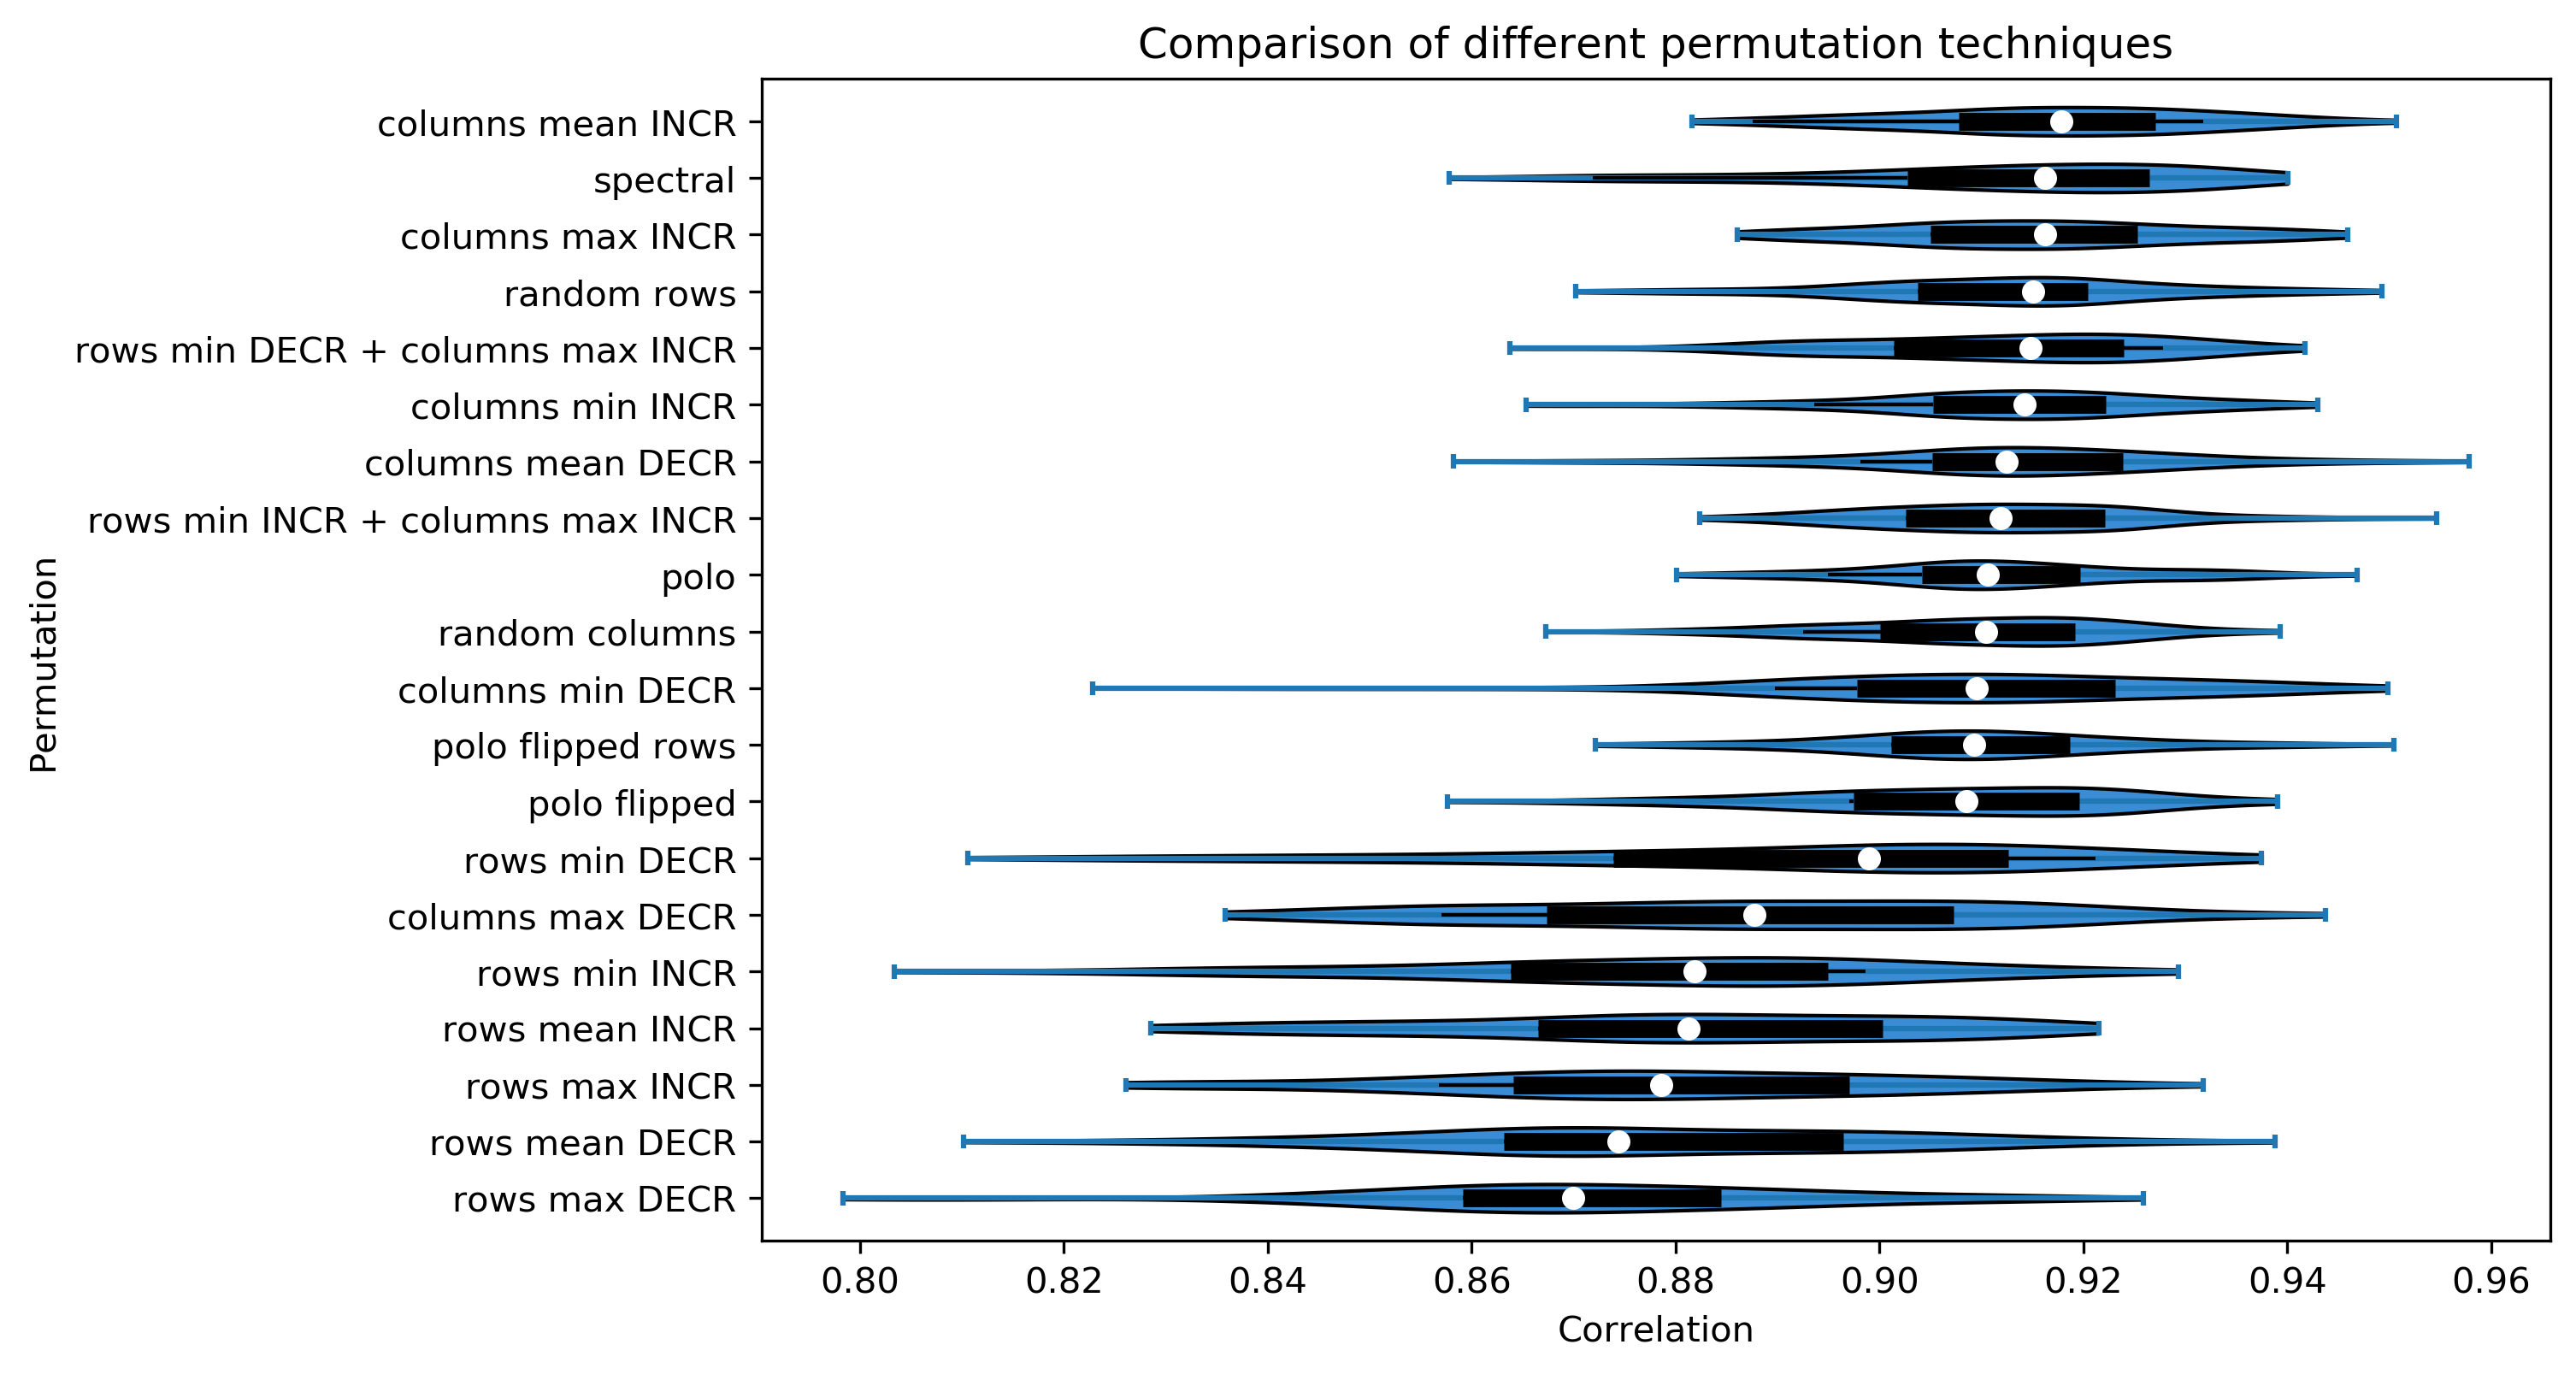 Comparison of different permutation techniques
Permutation
columns mean INCR
spectral
columns max INCR
random rows
rows min DECR + columns max INCR
columns min INCR
columns mean DECR
rows min INCR + columns max INCR
polo
random columns
columns min DECR
polo flipped rows
polo flipped
rows min DECR
columns max DECR
rows min INCR
rows mean INCR
rows max INCR
rows mean DECR
rows max DECR
0.80 0.82 0.84 0.86 0.88 0.90 0.92 0.94 0.96
Correlation